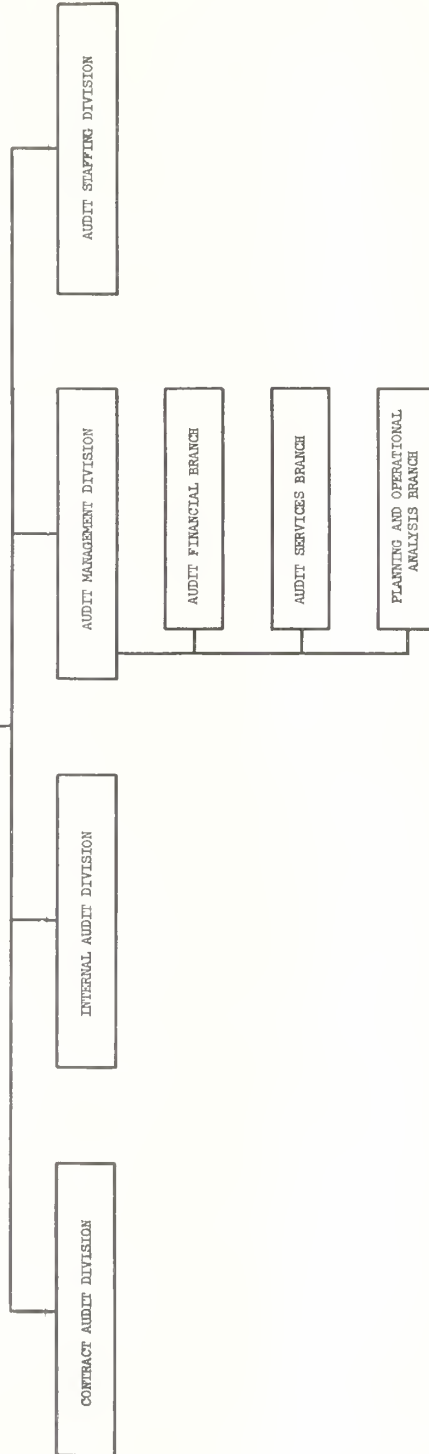 CONTRACT AUDIT DIVISION
INTERNAL AUDIT DIVISION
AUDIT MANAGEMENT DIVISION
AUDIT STAFFING DIVISION
AUDIT FINANCIAL BRANCH
AUDIT SERVICES BRANCH
PLANNING AND OPERATIONAL
ANALYSIS BRANCH